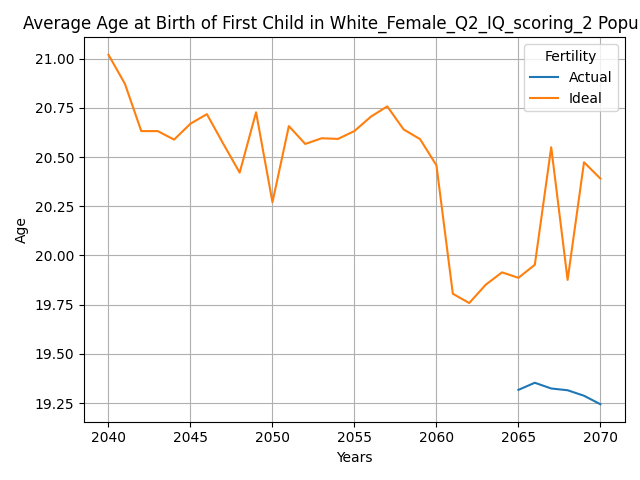 Average Age at Birth of First Child in White_Female_Q2_IQ_scoring_2 Popu
Fertility
Actual
Ideal
21.00
20.75
20.50
20.25
20.00
19.75
19.50
19.25
Age
2040 2045 2050 2055 2060 2065 2070
Years